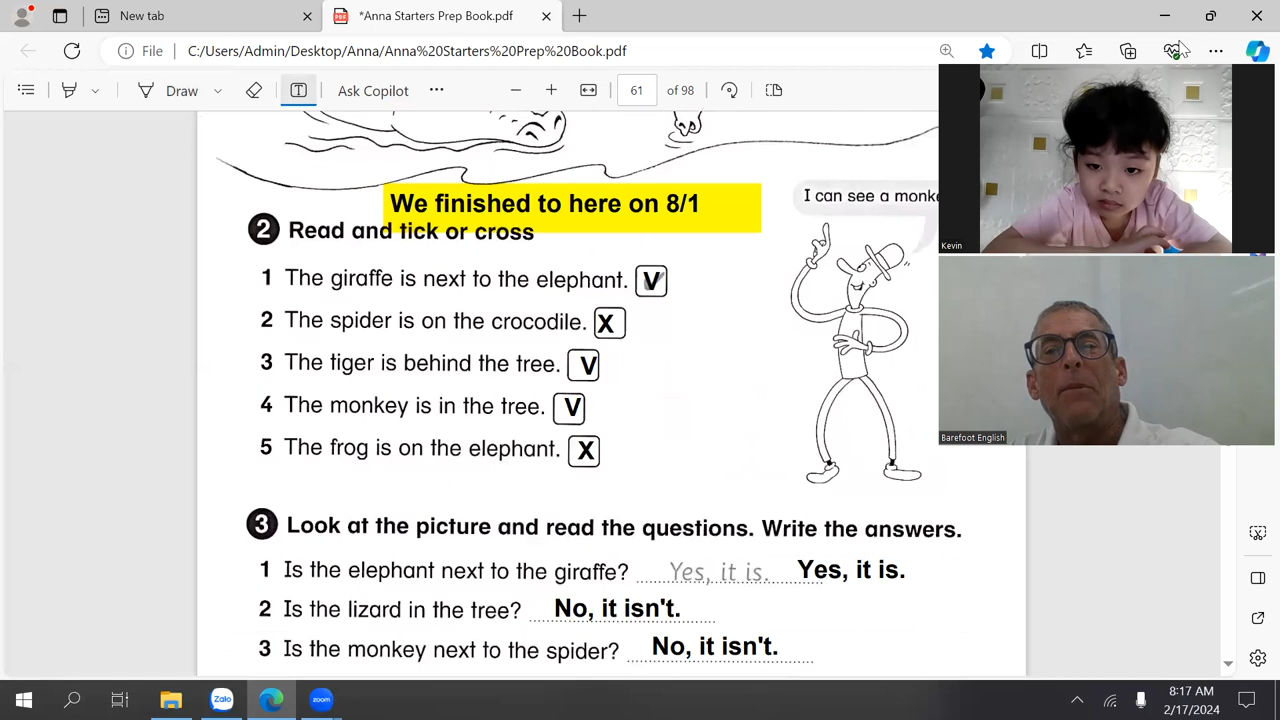 New tab
*Anna Starters Prep Book.pdf
File
C:/Users/Admin/Desktop/Anna/Anna%20Starters%20Prep%20Book.pdf
Draw
Ask Copilot
61 of 98
We finished to here on 8/1
I can see a monke
2 Read and tick or cross
1 The giraffe is next to the elephant. V
2 The spider is on the crocodile. X
3 The tiger is behind the tree. V
4 The monkey is in the tree. V
5 The frog is on the elephant. X
3 Look at the picture and read the questions. Write the answers.
1 Is the elephant next to the giraffe? Yes, it is. Yes, it is.
2 Is the lizard in the tree? No, it isn't.
3 Is the monkey next to the spider? No, it isn't.
Kevin
Barefoot English
PDF
Zalo
zoom
8:17 AM
2/17/2024